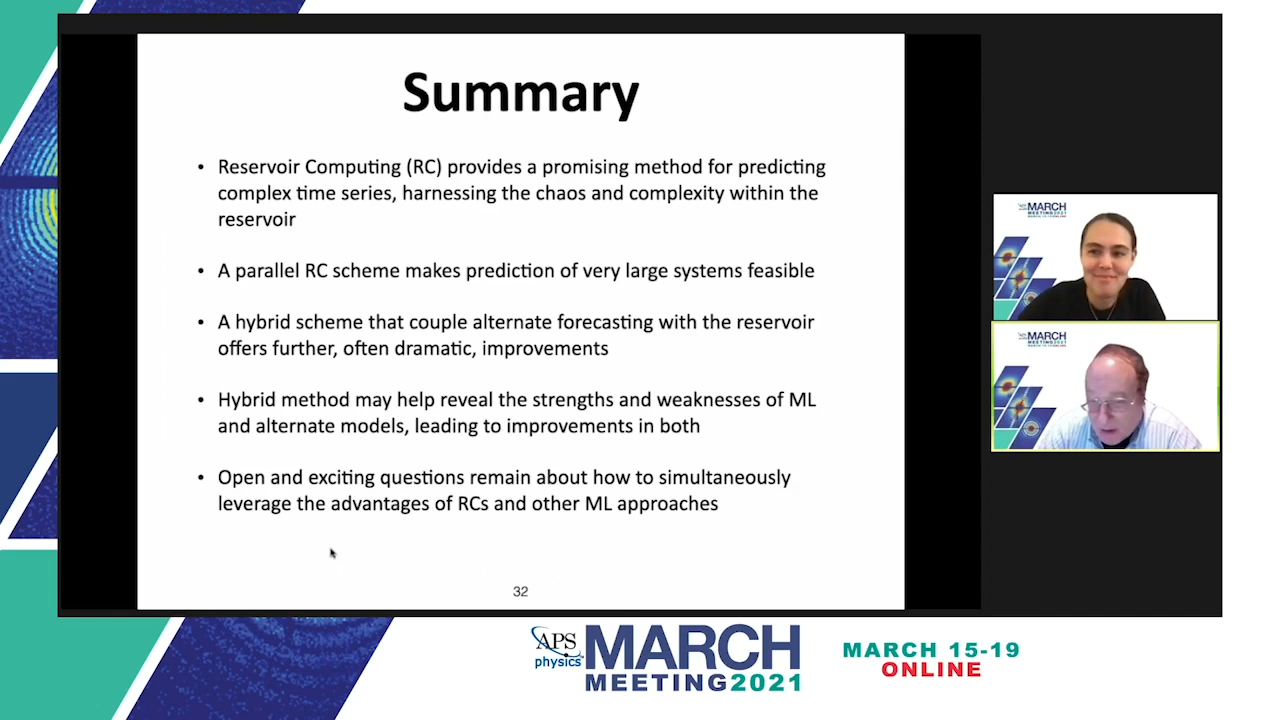 Summary
• Reservoir Computing (RC) provides a promising method for predicting
complex time series, harnessing the chaos and complexity within the
reservoir
• A parallel RC scheme makes prediction of very large systems feasible
• A hybrid scheme that couple alternate forecasting with the reservoir
offers further, often dramatic, improvements
• Hybrid method may help reveal the strengths and weaknesses of ML
and alternate models, leading to improvements in both
• Open and exciting questions remain about how to simultaneously
leverage the advantages of RCs and other ML approaches
32
MARCH
MEETING2021
MARCH
MEETING2021
APS
physics
MARCH
MEETING2021
MARCH 15-19
ONLINE